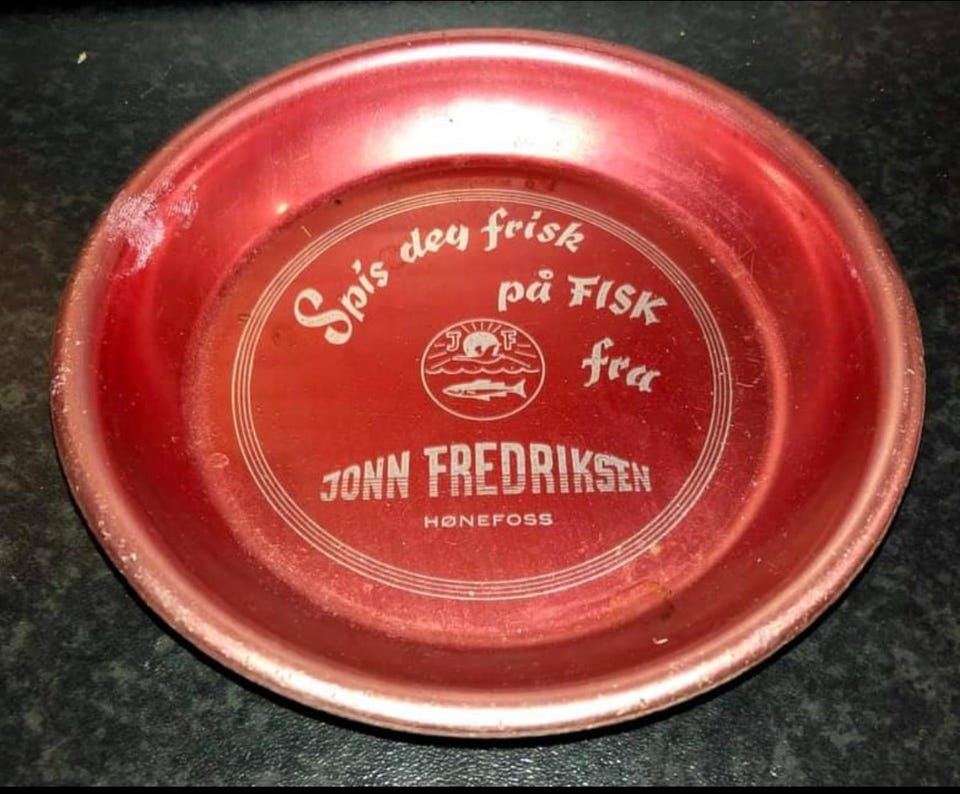 Spis deg frisk
på FISK
fra
J F
JONN FREDRIKSEN
HØNEFOSS